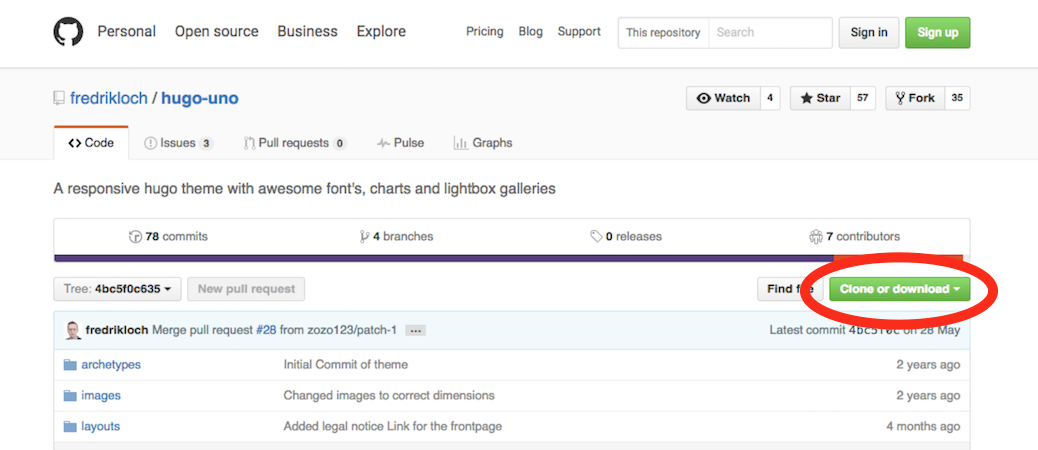 Personal Open source Business Explore Pricing Blog Support This repository Search Sign in Sign up
fredrikloch / hugo-uno Watch 4 Star 57 Fork 35
Code Issues 3 Pull requests 0 Pulse Graphs
A responsive hugo theme with awesome font's, charts and lightbox galleries
78 commits 4 branches 0 releases 7 contributors
Tree: 4bc5f0c635 New pull request Find Clone or download
fredrikloch Merge pull request #28 from zozo123/patch-1 ... Latest commit 4bc5f0c on 28 May
archetypes Initial Commit of theme 2 years ago
images Changed images to correct dimensions 2 years ago
layouts Added legal notice Link for the frontpage 4 months ago